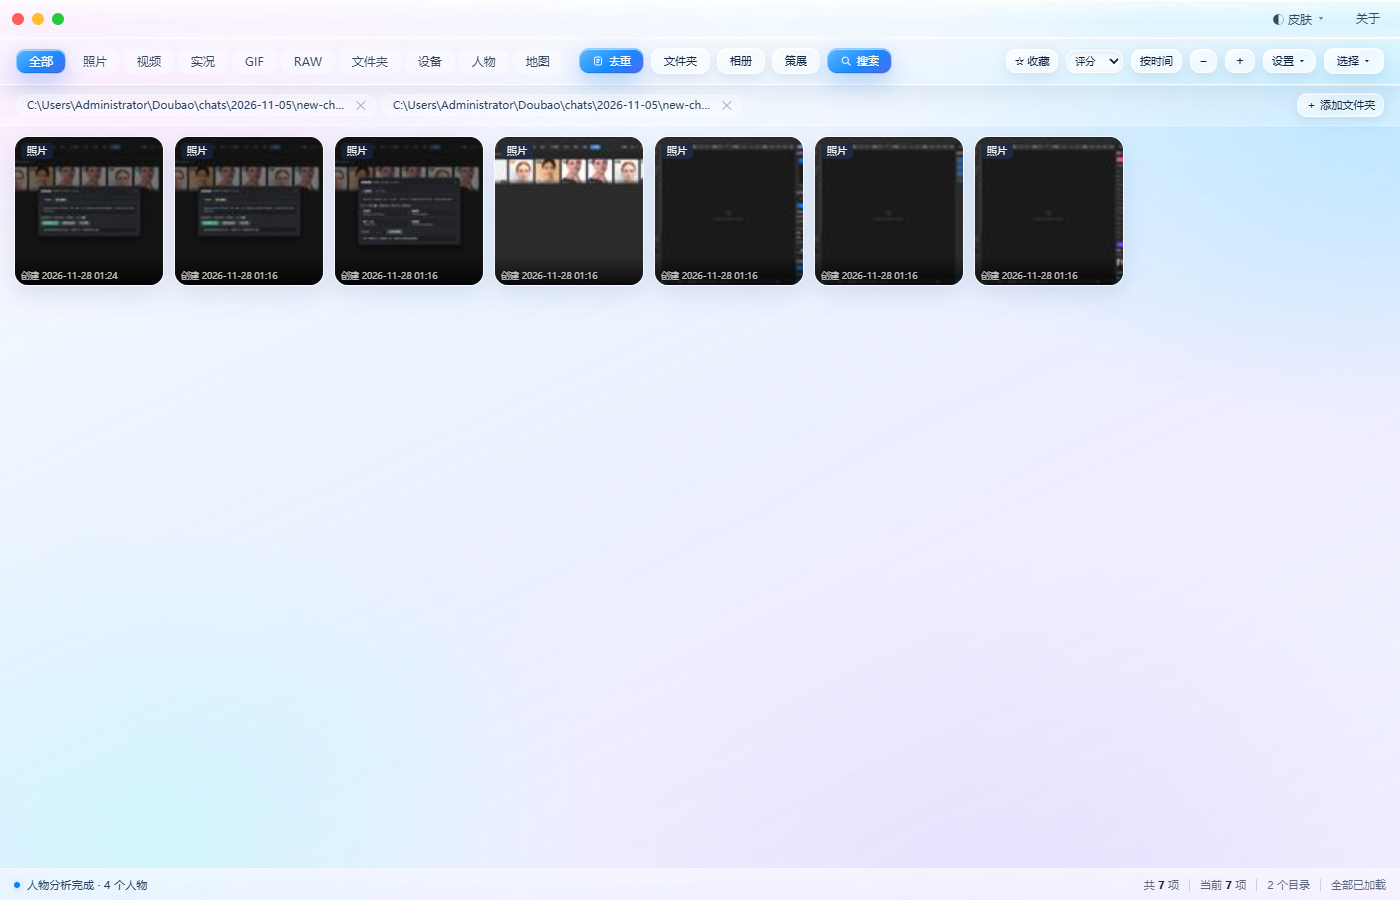 皮肤 关于
全部 照片 视频 实况 GIF RAW 文件夹 设备 人物 地图 去重 文件夹 相册 策展 搜索 收藏 评分 按时间 − + 设置 选择
C:\Users\Administrator\Doubao\chats\2026-11-05\new-ch... C:\Users\Administrator\Doubao\chats\2026-11-05\new-ch... + 添加文件夹
照片 照片 照片 照片 照片 照片 照片
创建 2026-11-28 01:24 创建 2026-11-28 01:16 创建 2026-11-28 01:16 创建 2026-11-28 01:16 创建 2026-11-28 01:16 创建 2026-11-28 01:16 创建 2026-11-28 01:16
人物分析完成 · 4 个人物 共 7 项 当前 7 项 2 个目录 全部已加载